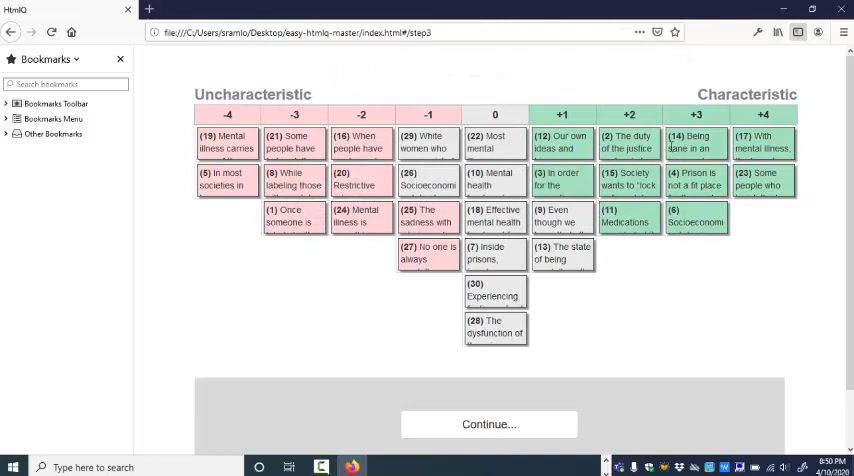 HtmlQ
file:///C:/Users/sramlo/Desktop/easy-htmlq-master/index.html#/step3
Bookmarks
Search bookmarks
Bookmarks Toolbar
Bookmarks Menu
Other Bookmarks
Uncharacteristic
Characteristic
-4 -3 -2 -1 0 +1 +2 +3 +4
(19) Mental
illness carries
(21) Some
people have
(16) When
people have
(29) White
women who
(22) Most
mental
(12) Our own
ideas and
(2) The duty
of the justice
(14) Being
sane in an
(17) With
mental illness,
(5) In most
societies in
(8) While
labeling those
(20)
Restrictive
(26)
Socioeconomi
(10) Mental
health
(3) In order
for the
(15) Society
wants to "lock
(4) Prison is
not a fit place
(23) Some
people who
(1) Once
someone is
(24) Mental
illness is
(25) The
sadness with
(18) Effective
mental health
(9) Even
though we
(11)
Medications
(6)
Socioeconomi
(27) No one is
always
(7) Inside
prisons,
(13) The state
of being
(30)
Experiencing
(28) The
dysfunction of
Continue...
Type here to search
8:50 PM
4/10/2020